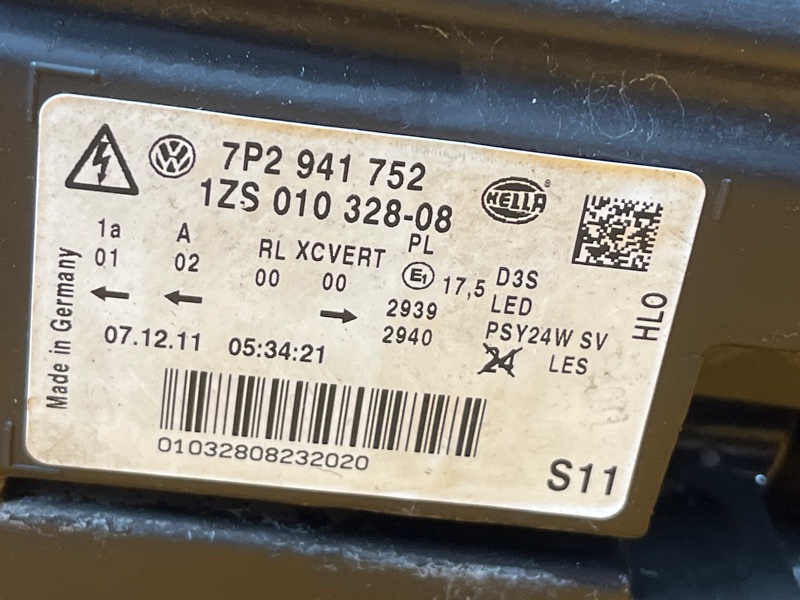 7P2 941 752
1ZS 010 328-08
HELLA
1a A RL XCVERT PL
01 02 00 00 E1 17,5 D3S
2939 LED
2940 PSY24W SV
24 LES
07.12.11 05:34:21
01032808232020
S11
Made in Germany
HLO